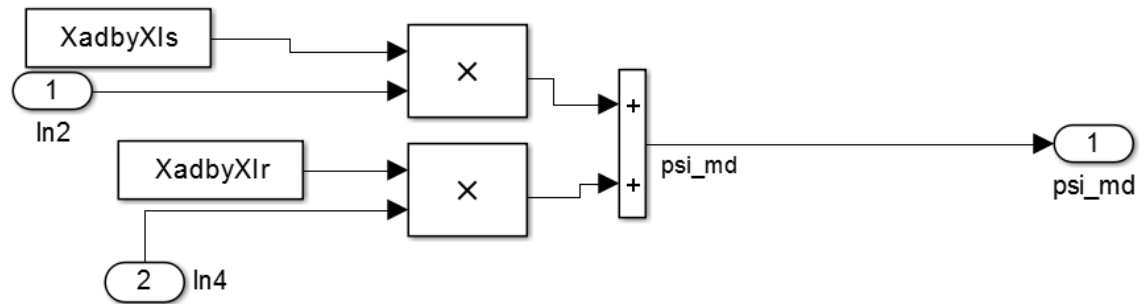 XadbyXls
1
In2
×
+
XadbyXlr
×
+
psi_md
1
psi_md
2
In4